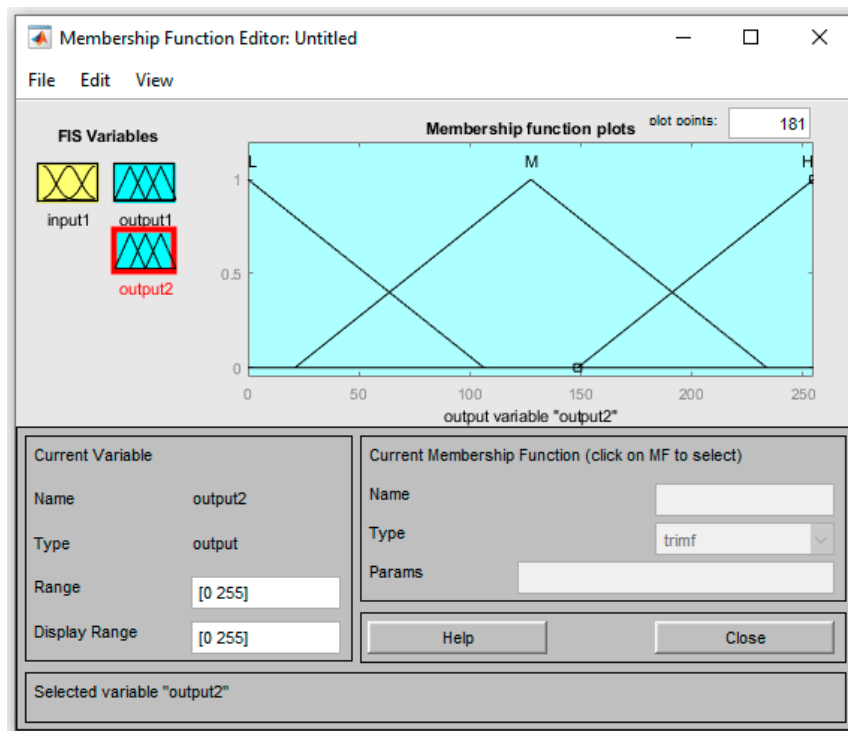 Membership Function Editor: Untitled
File Edit View
FIS Variables
input1
output1
output2
Membership function plots
plot points:
181
L
M
H
1
0.5
0
0 50 100 150 200 250
output variable "output2"
Current Variable
Name output2
Type output
Range [0 255]
Display Range [0 255]
Current Membership Function (click on MF to select)
Name
Type trimf
Params
Help Close
Selected variable "output2"